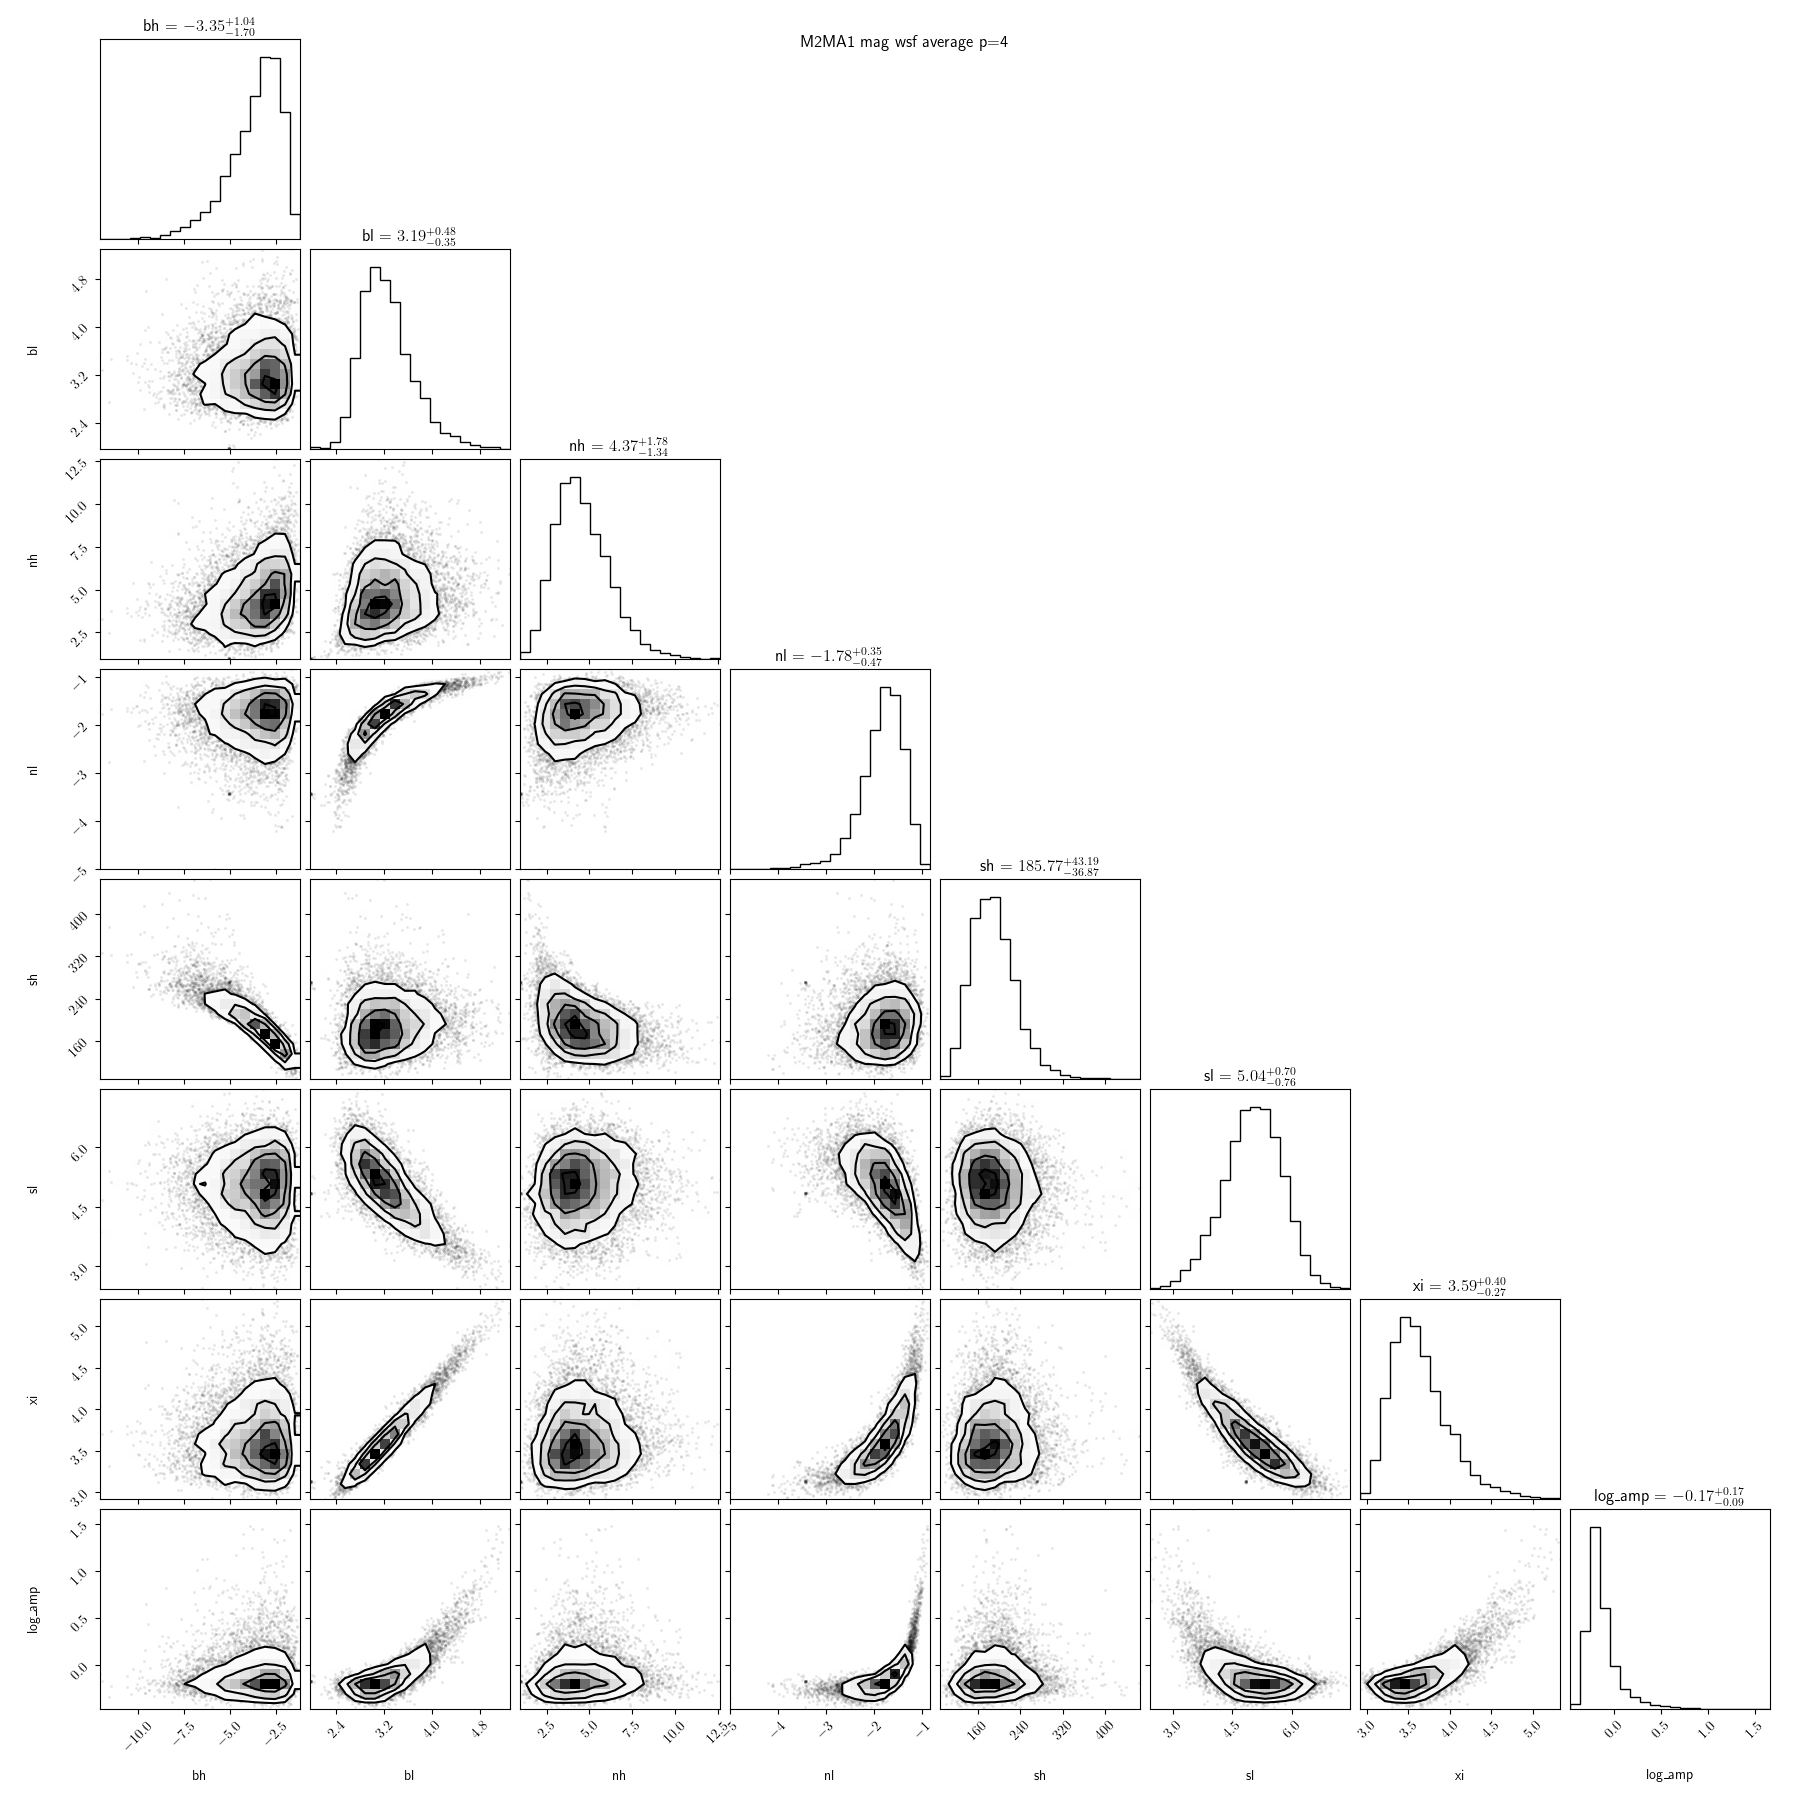 M2MA1 mag wsf average p=4
bh = −3.35 +1.04 −1.70
bl = 3.19 +0.48 −0.35
4.8
4.0
3.2
2.4
bl
nh = 4.37 +1.78 −1.34
12.5
10.0
7.5
5.0
2.5
nh
nl = −1.78 +0.35 −0.47
−1
−2
−3
−4
−5
nl
sh = 185.77 +43.19 −36.87
400
320
240
160
sh
sl = 5.04 +0.70 −0.76
6.0
4.5
3.0
sl
xi = 3.59 +0.40 −0.27
5.0
4.5
4.0
3.5
3.0
xi
log_amp = −0.17 +0.17 −0.09
1.5
1.0
0.5
0.0
log_amp
−10.0 −7.5 −5.0 −2.5 2.4 3.2 4.0 4.8 2.5 5.0 7.5 10.0 12.5 −5 −4 −3 −2 −1 160 240 320 400 3.0 4.5 6.0 3.0 3.5 4.0 4.5 5.0 0.0 0.5 1.0 1.5
bh bl nh nl sh sl xi log_amp